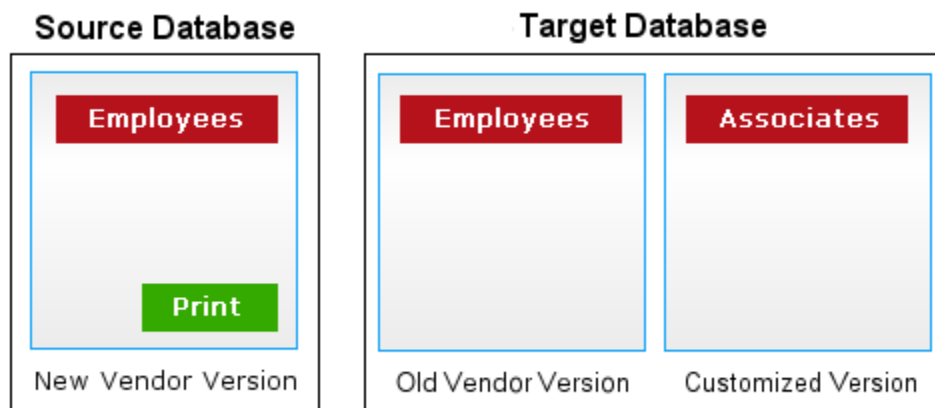 Source Database
Target Database
Employees
Print
New Vendor Version
Employees
Old Vendor Version
Associates
Customized Version